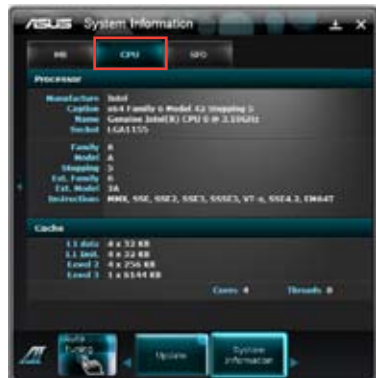 ASUS System Information
MB CPU SPD
Processor
Manufacture Intel
Caption x64 Family 6 Model 42 Stepping 5
Name Genuine Intel(R) CPU 0 @ 3.10GHz
Socket LGA1155
Family 6
Model A
Stepping 5
Ext. Family 6
Ext. Model 2A
Instructions MMX, SSE, SSE2, SSE3, SSSE3, VT-x, SSE4.2, EM64T
Cache
L1 data 4 x 32 KB
L1 Inst. 4 x 32 KB
Level 2 4 x 256 KB
Level 3 1 x 6144 KB
Cores 4 Threads 8
Auto
Tuning
Update
System
Information